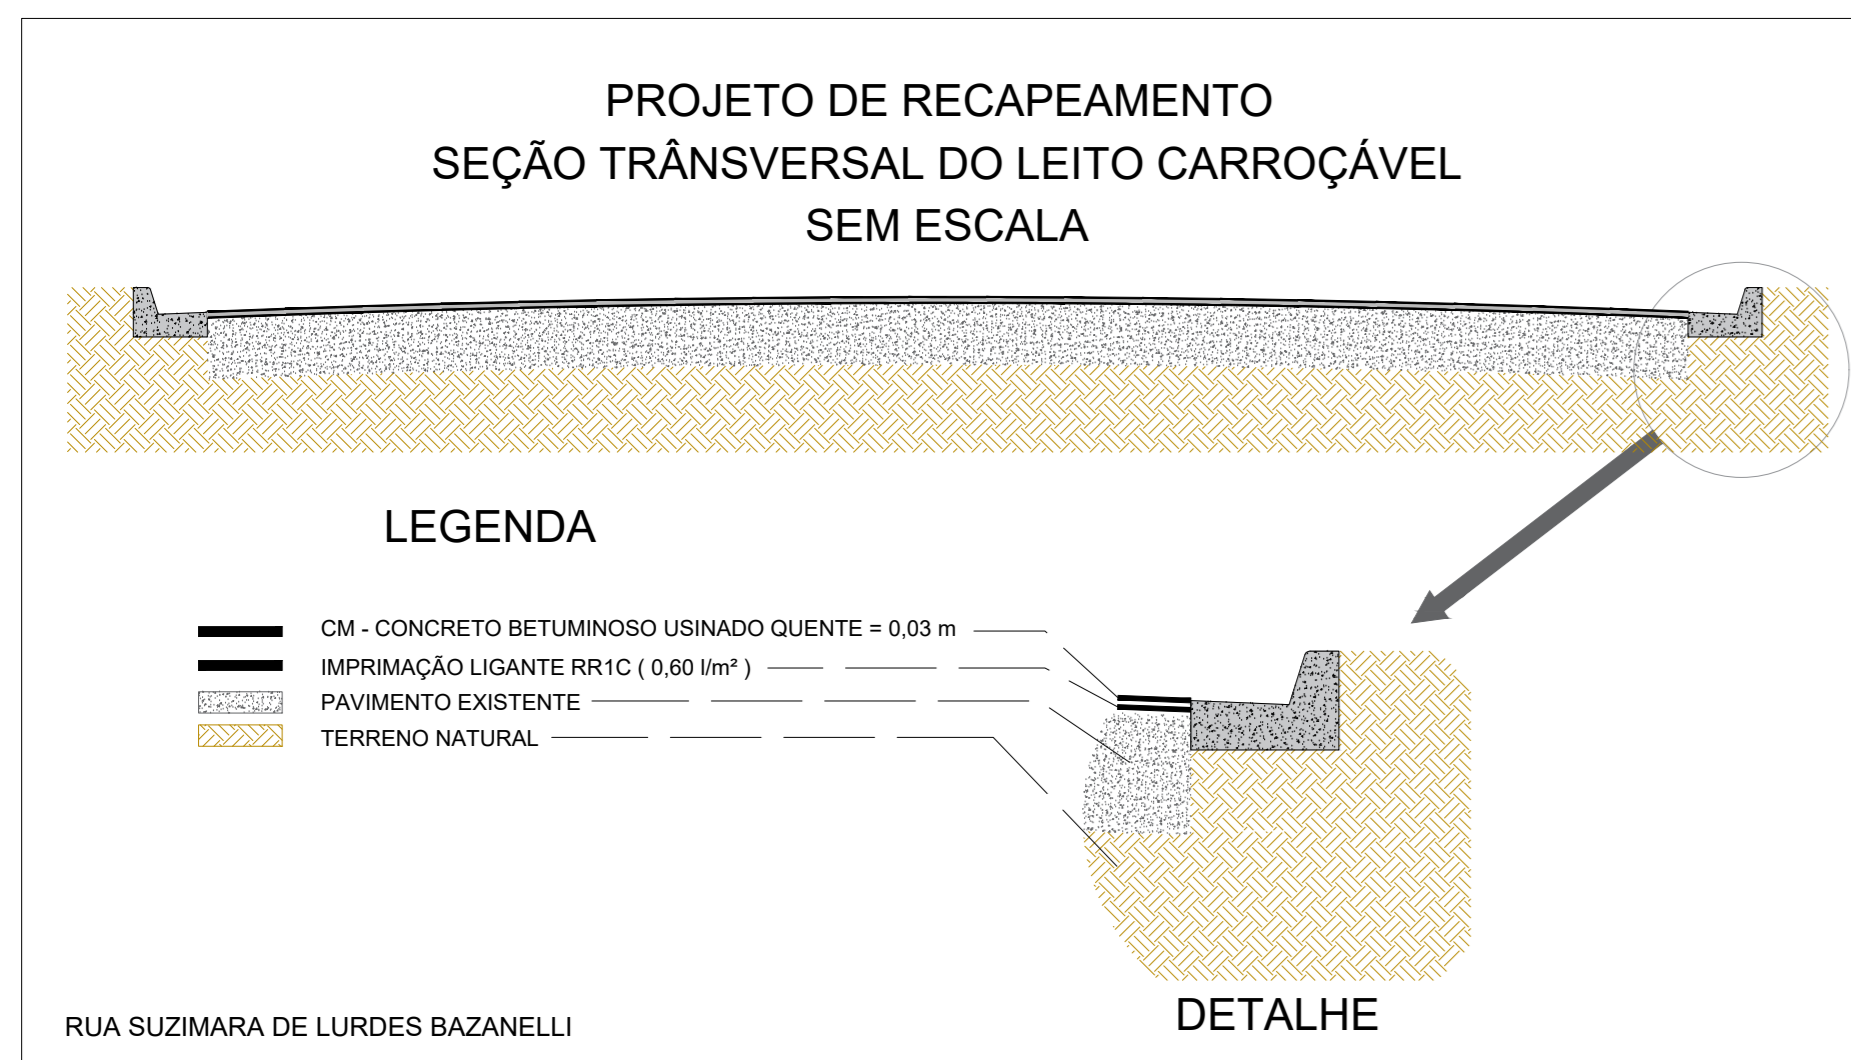 PROJETO DE RECAPEAMENTO
SEÇÃO TRÂNSVERSAL DO LEITO CARROÇÁVEL
SEM ESCALA
LEGENDA
CM - CONCRETO BETUMINOSO USINADO QUENTE = 0,03 m
IMPRIMAÇÃO LIGANTE RR1C ( 0,60 l/m² )
PAVIMENTO EXISTENTE
TERRENO NATURAL
DETALHE
RUA SUZIMARA DE LURDES BAZANELLI